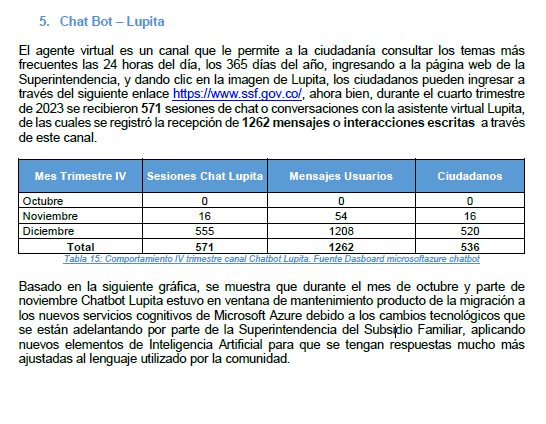 5. Chat Bot – Lupita
El agente virtual es un canal que le permite a la ciudadanía consultar los temas más
frecuentes las 24 horas del día, los 365 días del año, ingresando a la página web de la
Superintendencia, y dando clic en la imagen de Lupita, los ciudadanos pueden ingresar a
través del siguiente enlace https://www.ssf.gov.co/, ahora bien, durante el cuarto trimestre
de 2023 se recibieron 571 sesiones de chat o conversaciones con la asistente virtual Lupita,
de las cuales se registró la recepción de 1262 mensajes o interacciones escritas a través
de este canal.
Mes Trimestre IV Sesiones Chat Lupita Mensajes Usuarios Ciudadanos
Octubre 0 0 0
Noviembre 16 54 16
Diciembre 555 1208 520
Total 571 1262 536
Tabla 15: Comportamiento IV trimestre canal Chatbot Lupita. Fuente Dasboard microsoftazure chatbot
Basado en la siguiente gráfica, se muestra que durante el mes de octubre y parte de
noviembre Chatbot Lupita estuvo en ventana de mantenimiento producto de la migración a
los nuevos servicios cognitivos de Microsoft Azure debido a los cambios tecnológicos que
se están adelantando por parte de la Superintendencia del Subsidio Familiar, aplicando
nuevos elementos de Inteligencia Artificial para que se tengan respuestas mucho más
ajustadas al lenguaje utilizado por la comunidad.